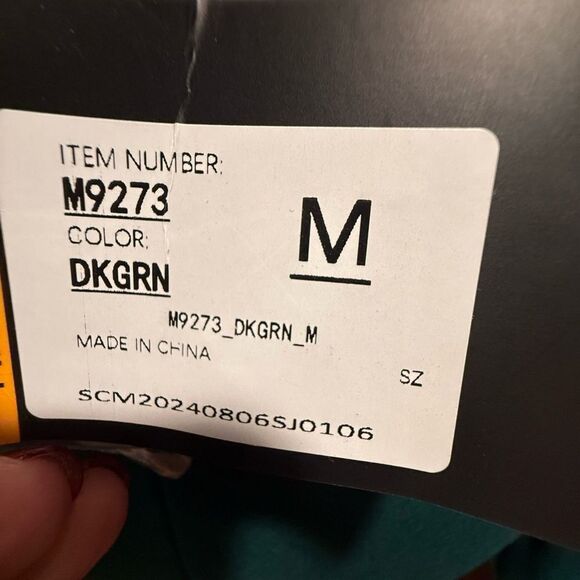 ITEM NUMBER:
M9273
COLOR:
DKGRN
M
M9273_DKGRN_M
MADE IN CHINA
SZ
SCM20240806SJ0106